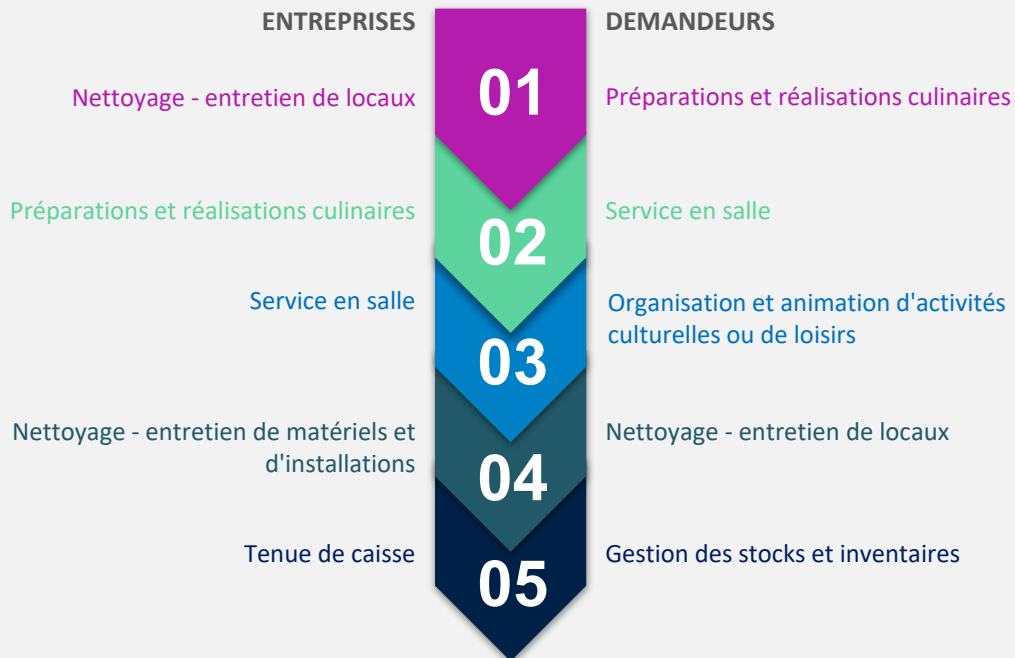 ENTREPRISES
DEMANDEURS
Nettoyage - entretien de locaux
01
Préparations et réalisations culinaires
Préparations et réalisations culinaires
02
Service en salle
Service en salle
03
Organisation et animation d'activités
culturelles ou de loisirs
Nettoyage - entretien de matériels et
d'installations
04
Nettoyage - entretien de locaux
Tenue de caisse
05
Gestion des stocks et inventaires